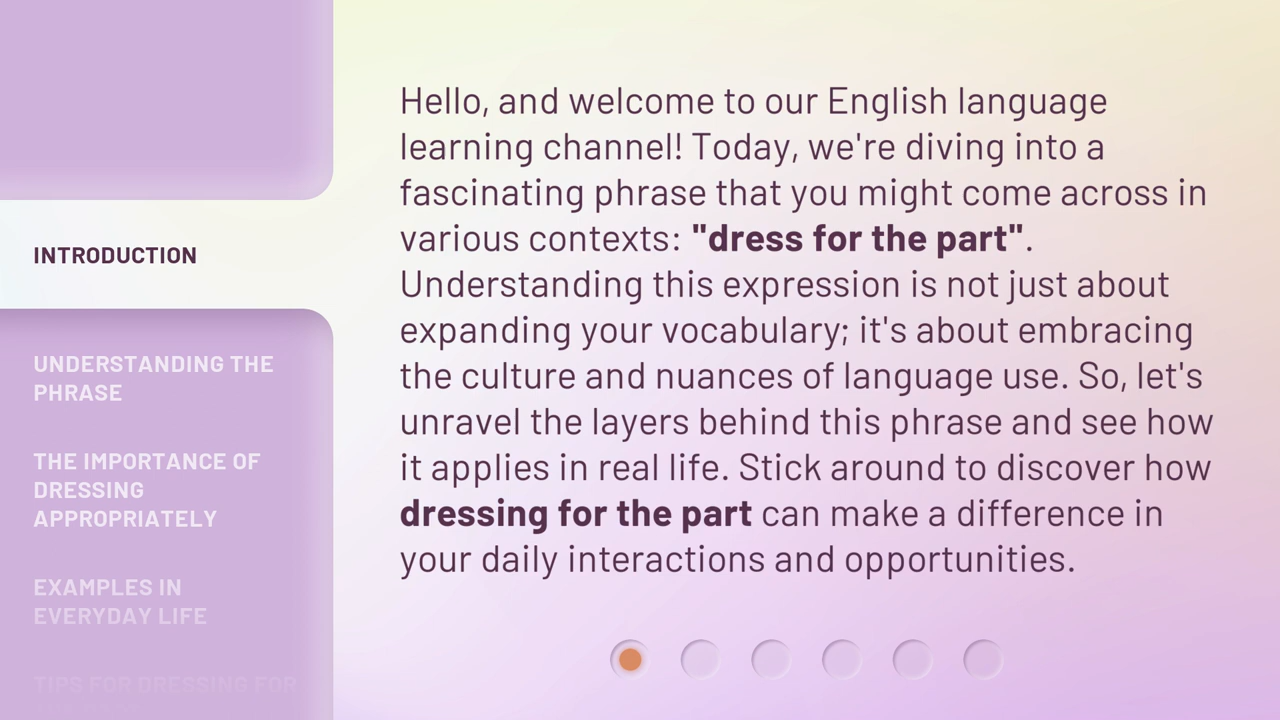 INTRODUCTION
UNDERSTANDING THE
PHRASE
THE IMPORTANCE OF
DRESSING
APPROPRIATELY
EXAMPLES IN
EVERYDAY LIFE
TIPS FOR DRESSING FOR
Hello, and welcome to our English language
learning channel! Today, we're diving into a
fascinating phrase that you might come across in
various contexts: "dress for the part".
Understanding this expression is not just about
expanding your vocabulary; it's about embracing
the culture and nuances of language use. So, let's
unravel the layers behind this phrase and see how
it applies in real life. Stick around to discover how
dressing for the part can make a difference in
your daily interactions and opportunities.